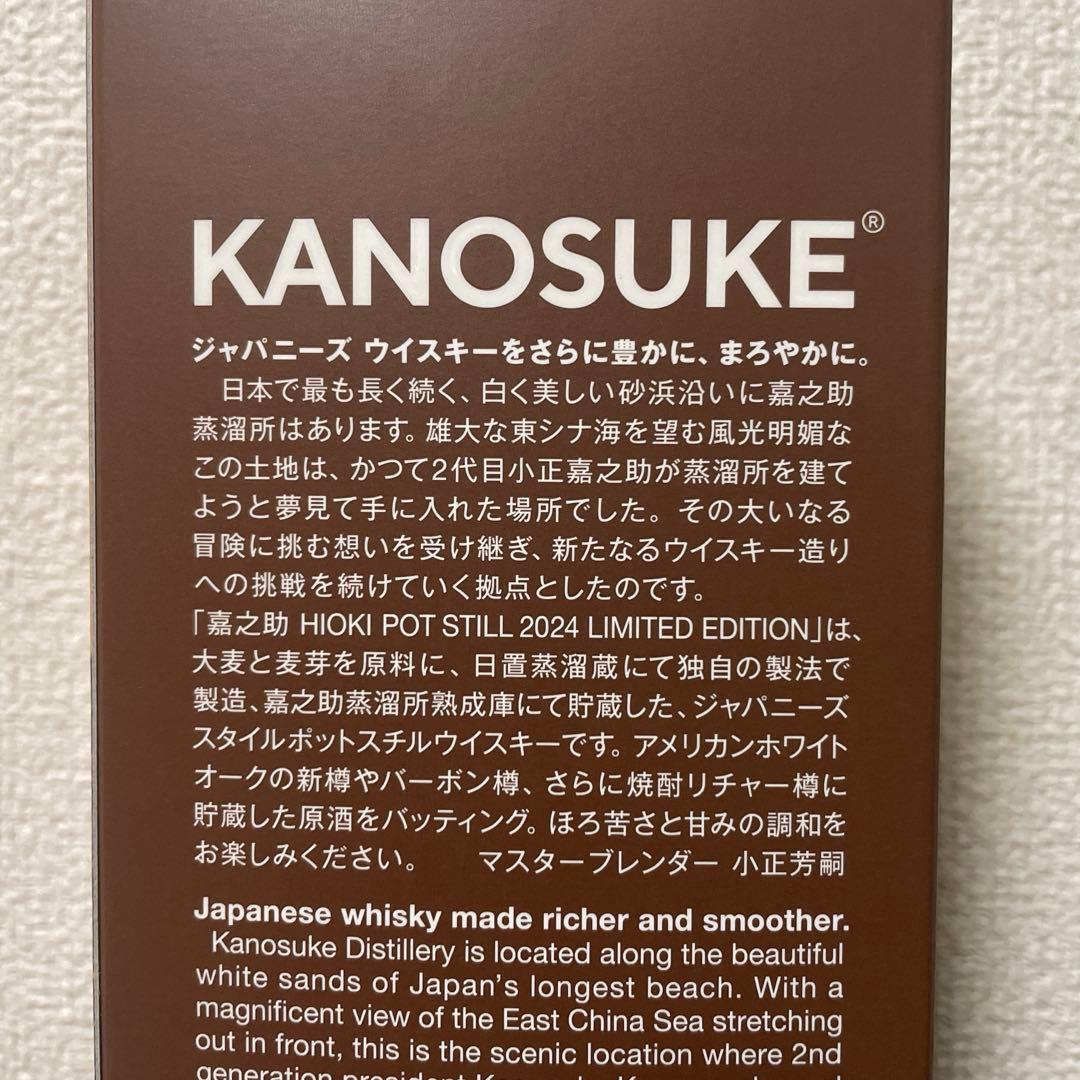 KANOSUKE®
ジャパニーズ ウイスキーをさらに豊かに、まろやかに。
日本で最も長く続く、白く美しい砂浜沿いに嘉之助
蒸溜所はあります。雄大な東シナ海を望む風光明媚な
この土地は、かつて2代目小正嘉之助が蒸溜所を建て
ようと夢見て手に入れた場所でした。その大いなる
冒険に挑む想いを受け継ぎ、新たなるウイスキー造り
への挑戦を続けていく拠点としたのです。
「嘉之助 HIOKI POT STILL 2024 LIMITED EDITION」は、
大麦と麦芽を原料に、日置蒸溜蔵にて独自の製法で
製造、嘉之助蒸溜所熟成庫にて貯蔵した、ジャパニーズ
スタイルポットスチルウイスキーです。アメリカンホワイト
オークの新樽やバーボン樽、さらに焼酎リチャー樽に
貯蔵した原酒をバッティング。ほろ苦さと甘みの調和を
お楽しみください。 マスターブレンダー 小正芳嗣
Japanese whisky made richer and smoother.
Kanosuke Distillery is located along the beautiful
white sands of Japan's longest beach. With a
magnificent view of the East China Sea stretching
out in front, this is the scenic location where 2nd
generation president